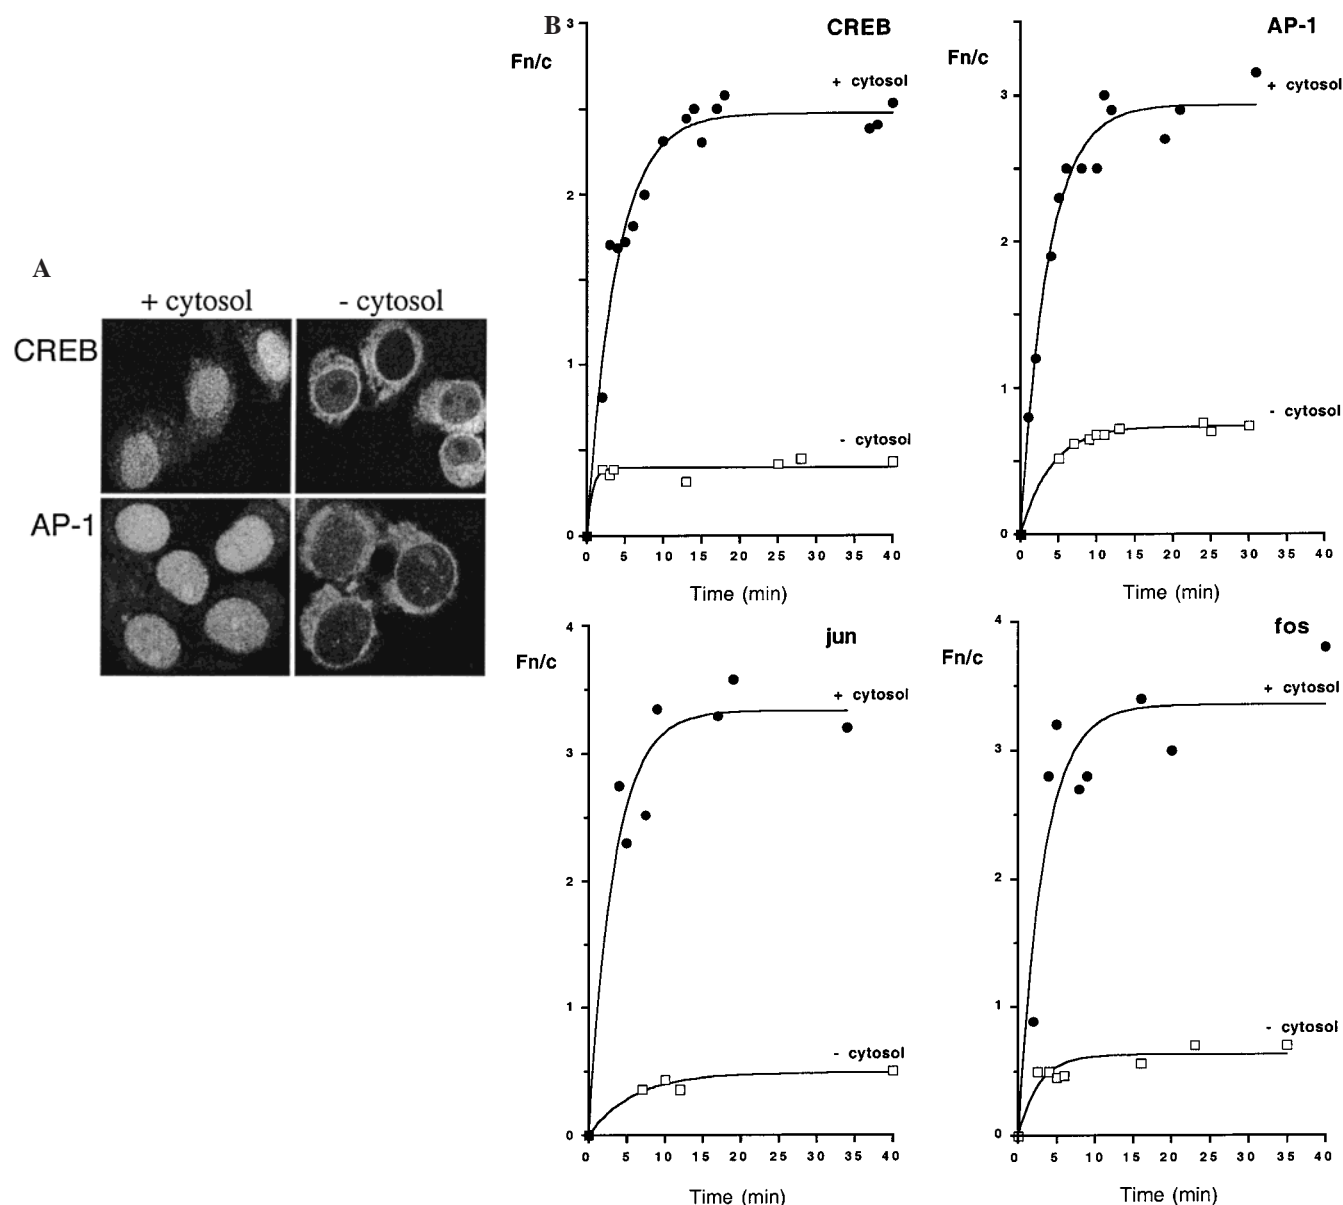 A
+ cytosol - cytosol
CREB
AP-1
B
CREB
Fn/c
+ cytosol
- cytosol
3
2
1
0
0 5 10 15 20 25 30 35 40
Time (min)
AP-1
Fn/c
+ cytosol
- cytosol
3
2
1
0
0 5 10 15 20 25 30 35 40
Time (min)
jun
Fn/c
+ cytosol
- cytosol
4
3
2
1
0
0 5 10 15 20 25 30 35 40
Time (min)
fos
Fn/c
+ cytosol
- cytosol
4
3
2
1
0
0 5 10 15 20 25 30 35 40
Time (min)